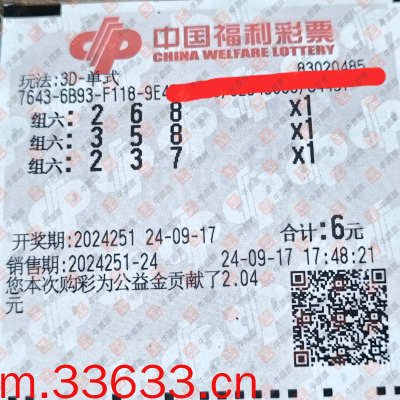 中国福利彩票
CHINA WELFARE LOTTERY
玩法:3D-单式
83020485
7643-6B93-F118-9E4
组六: 2 6 8 x1
组六: 3 5 8 x1
组六: 2 3 7 x1
开奖期:2024251 24-09-17 合计:6元
销售期:2024251-24 24-09-17 17:48:21
您本次购彩为公益金贡献了2.04
元
m.33633.cn